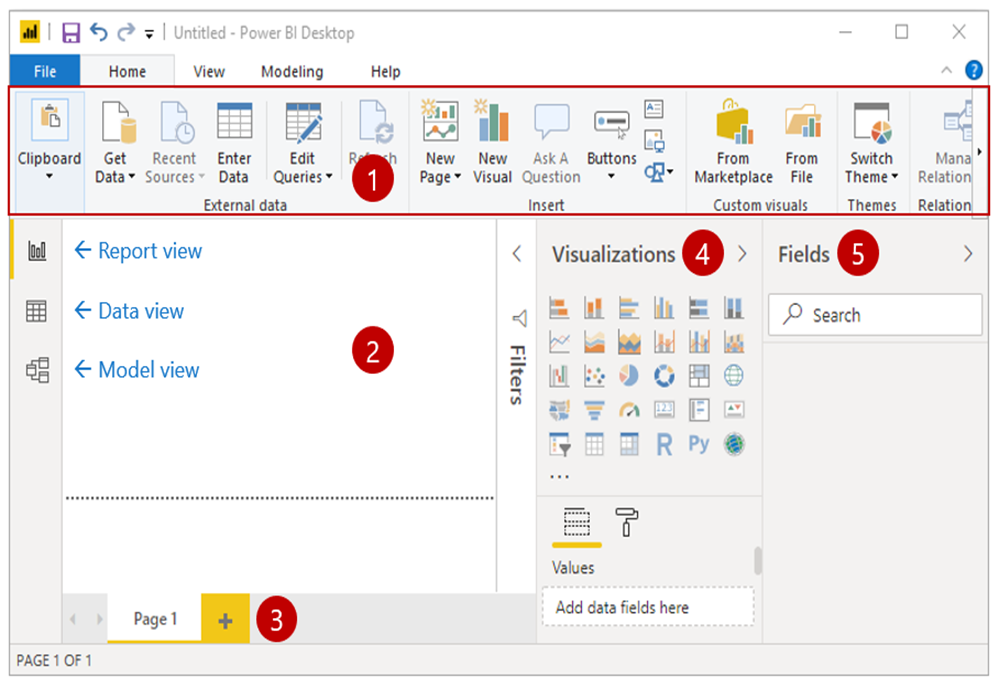 Untitled - Power BI Desktop
File Home View Modeling Help
Clipboard
Get Data
Recent Sources
Enter Data
Edit Queries
Refresh
1
External data
New Page
New Visual
Ask A Question
Buttons
Insert
From Marketplace
From File
Custom visuals
Switch Theme
Themes
Mana
Relation
Relation
← Report view
← Data view
← Model view
2
Filters
Visualizations
4
123
R
Py
...
Values
Add data fields here
Fields
5
Search
Page 1
+
3
PAGE 1 OF 1